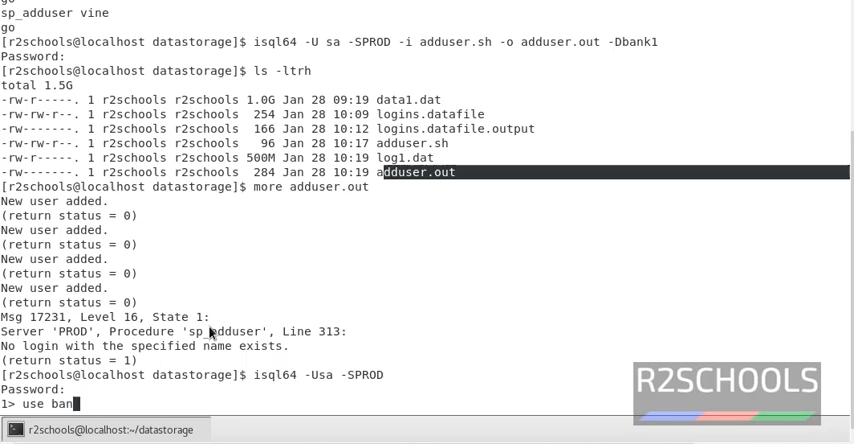 go
sp_adduser vine
go
[r2schools@localhost datastorage]$ isql64 -U sa -SPROD -i adduser.sh -o adduser.out -Dbank1
Password:
[r2schools@localhost datastorage]$ ls -ltrh
total 1.5G
-rw-r-----. 1 r2schools r2schools 1.0G Jan 28 09:19 data1.dat
-rw-rw-r--. 1 r2schools r2schools  254 Jan 28 10:09 logins.datafile
-rw-------. 1 r2schools r2schools  166 Jan 28 10:12 logins.datafile.output
-rw-rw-r--. 1 r2schools r2schools   96 Jan 28 10:17 adduser.sh
-rw-r-----. 1 r2schools r2schools 500M Jan 28 10:19 log1.dat
-rw-------. 1 r2schools r2schools  284 Jan 28 10:19 adduser.out
[r2schools@localhost datastorage]$ more adduser.out
New user added.
(return status = 0)
New user added.
(return status = 0)
New user added.
(return status = 0)
New user added.
(return status = 0)
Msg 17231, Level 16, State 1:
Server 'PROD', Procedure 'sp_adduser', Line 313:
No login with the specified name exists.
(return status = 1)
[r2schools@localhost datastorage]$ isql64 -Usa -SPROD
Password:
1> use ban
R2SCHOOLS
r2schools@localhost:~/datastorage